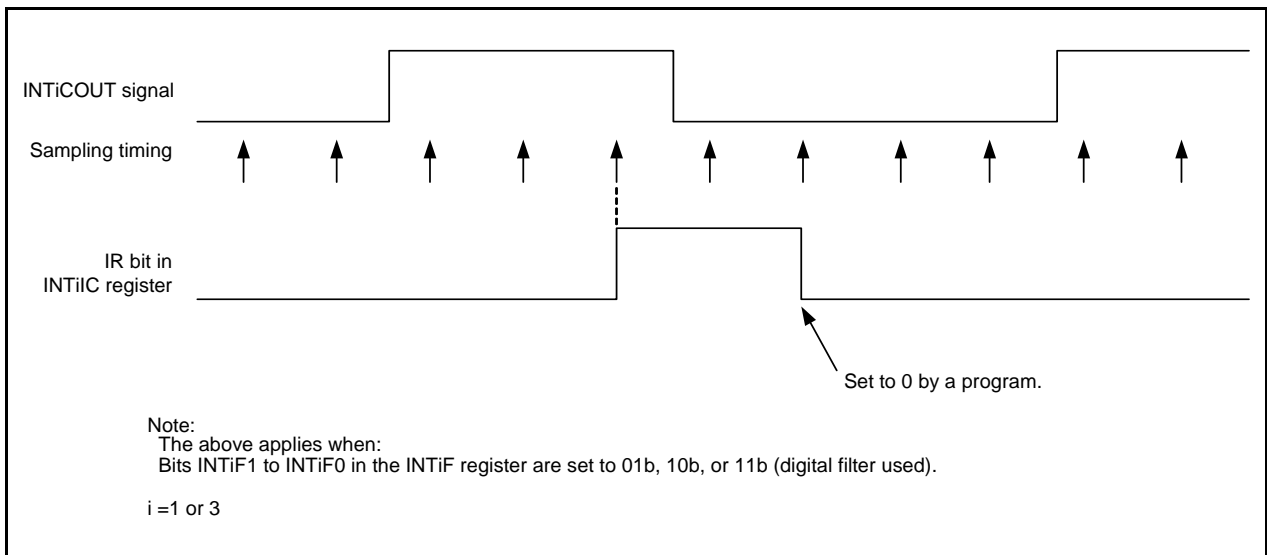 INTiCOUT signal
Sampling timing
IR bit in
INTiIC register
Set to 0 by a program.
Note:
The above applies when:
Bits INTiF1 to INTiF0 in the INTiF register are set to 01b, 10b, or 11b (digital filter used).
i =1 or 3